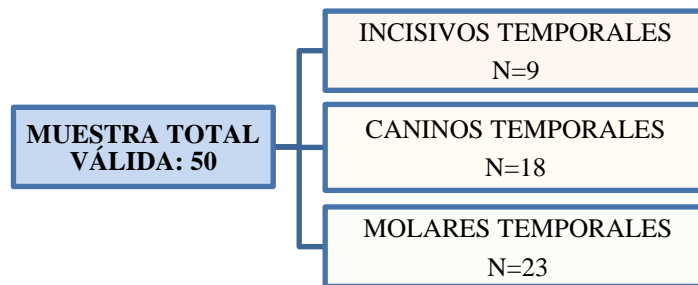 MUESTRA TOTAL
VÁLIDA: 50
INCISIVOS TEMPORALES
N=9
CANINOS TEMPORALES
N=18
MOLARES TEMPORALES
N=23